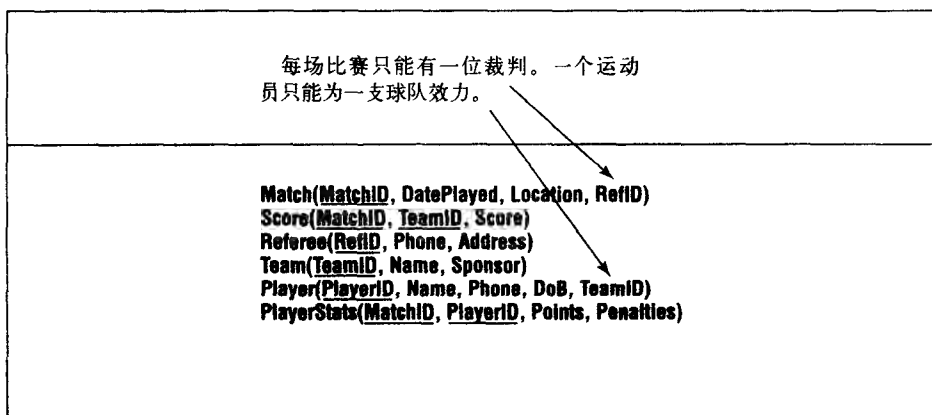 每场比赛只能有一位裁判。一个运动
员只能为一支球队效力。
Match(MatchID, DatePlayed, Location, RefID)
Score(MatchID, TeamID, Score)
Referee(RefID, Phone, Address)
Team(TeamID, Name, Sponsor)
Player(PlayerID, Name, Phone, DoB, TeamID)
PlayerStats(MatchID, PlayerID, Points, Penalties)